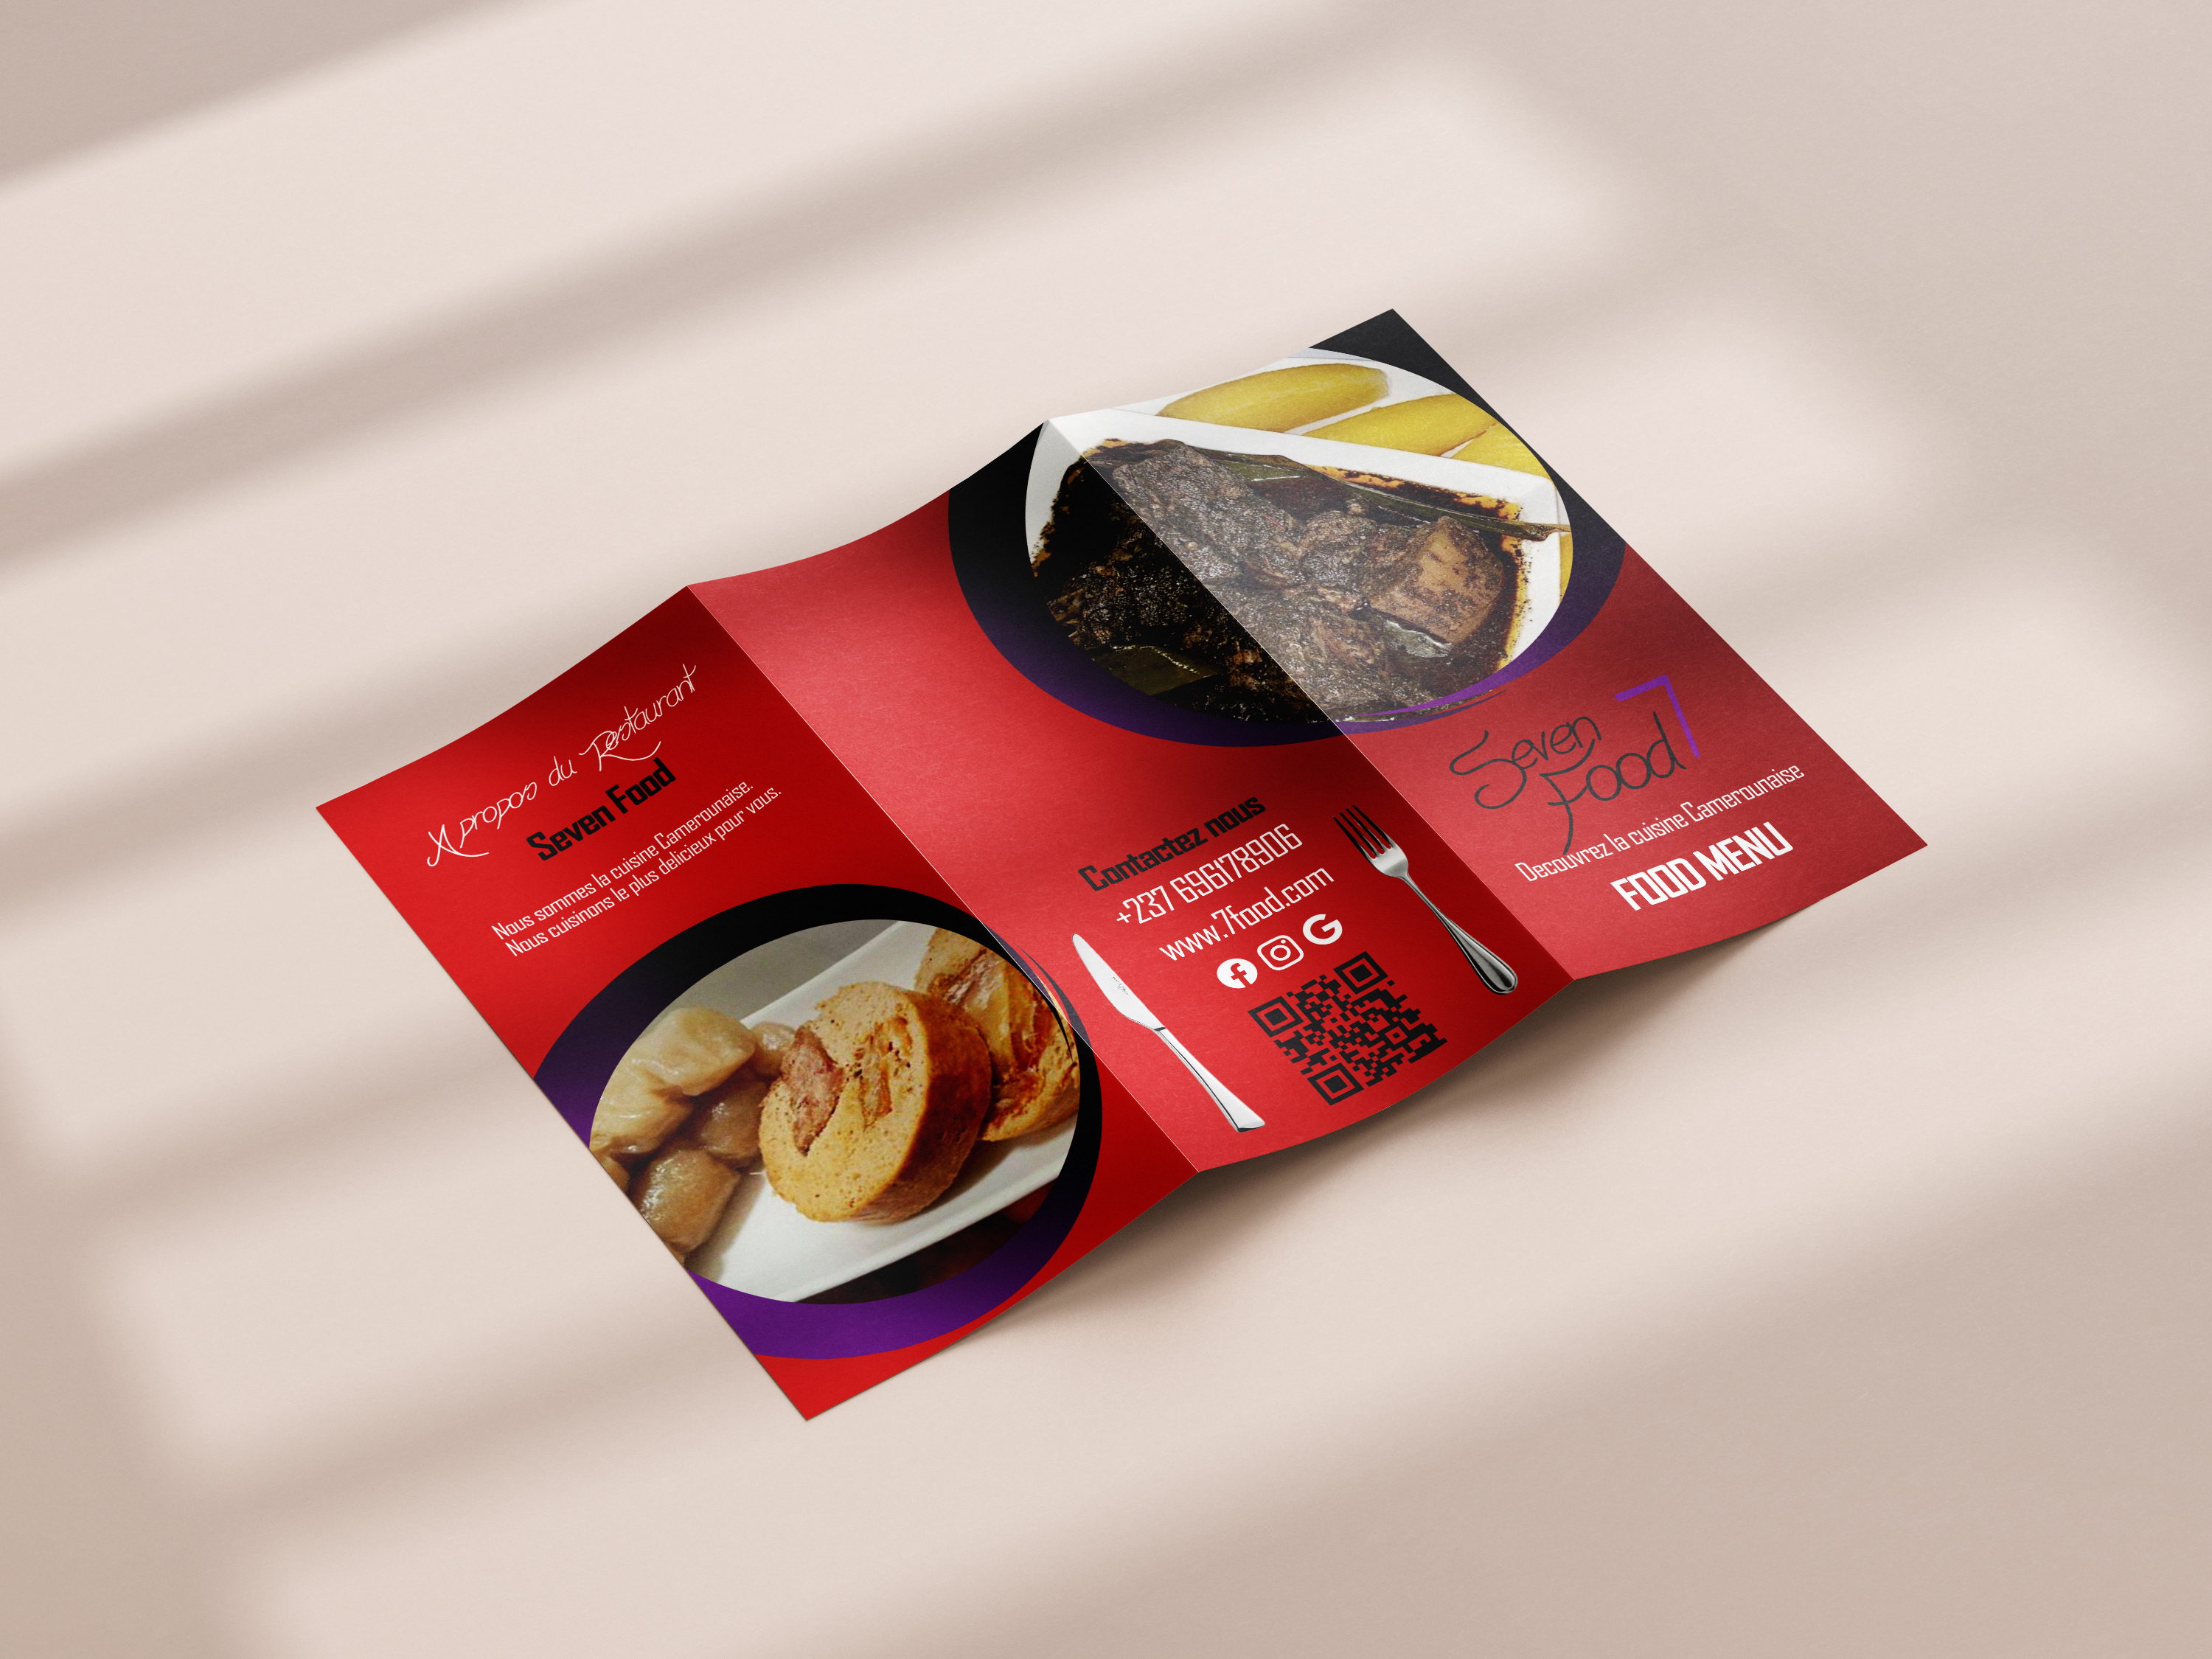 A propos du Restaurant
Seven Food
Nous sommes la cuisine Camerounaise.
Nous cuisinons le plus delicieux pour vous.
Contactez nous
+237 696178906
www.7food.com
Seven
Food
Decouvrez la cuisine Camerounaise
FOOD MENU